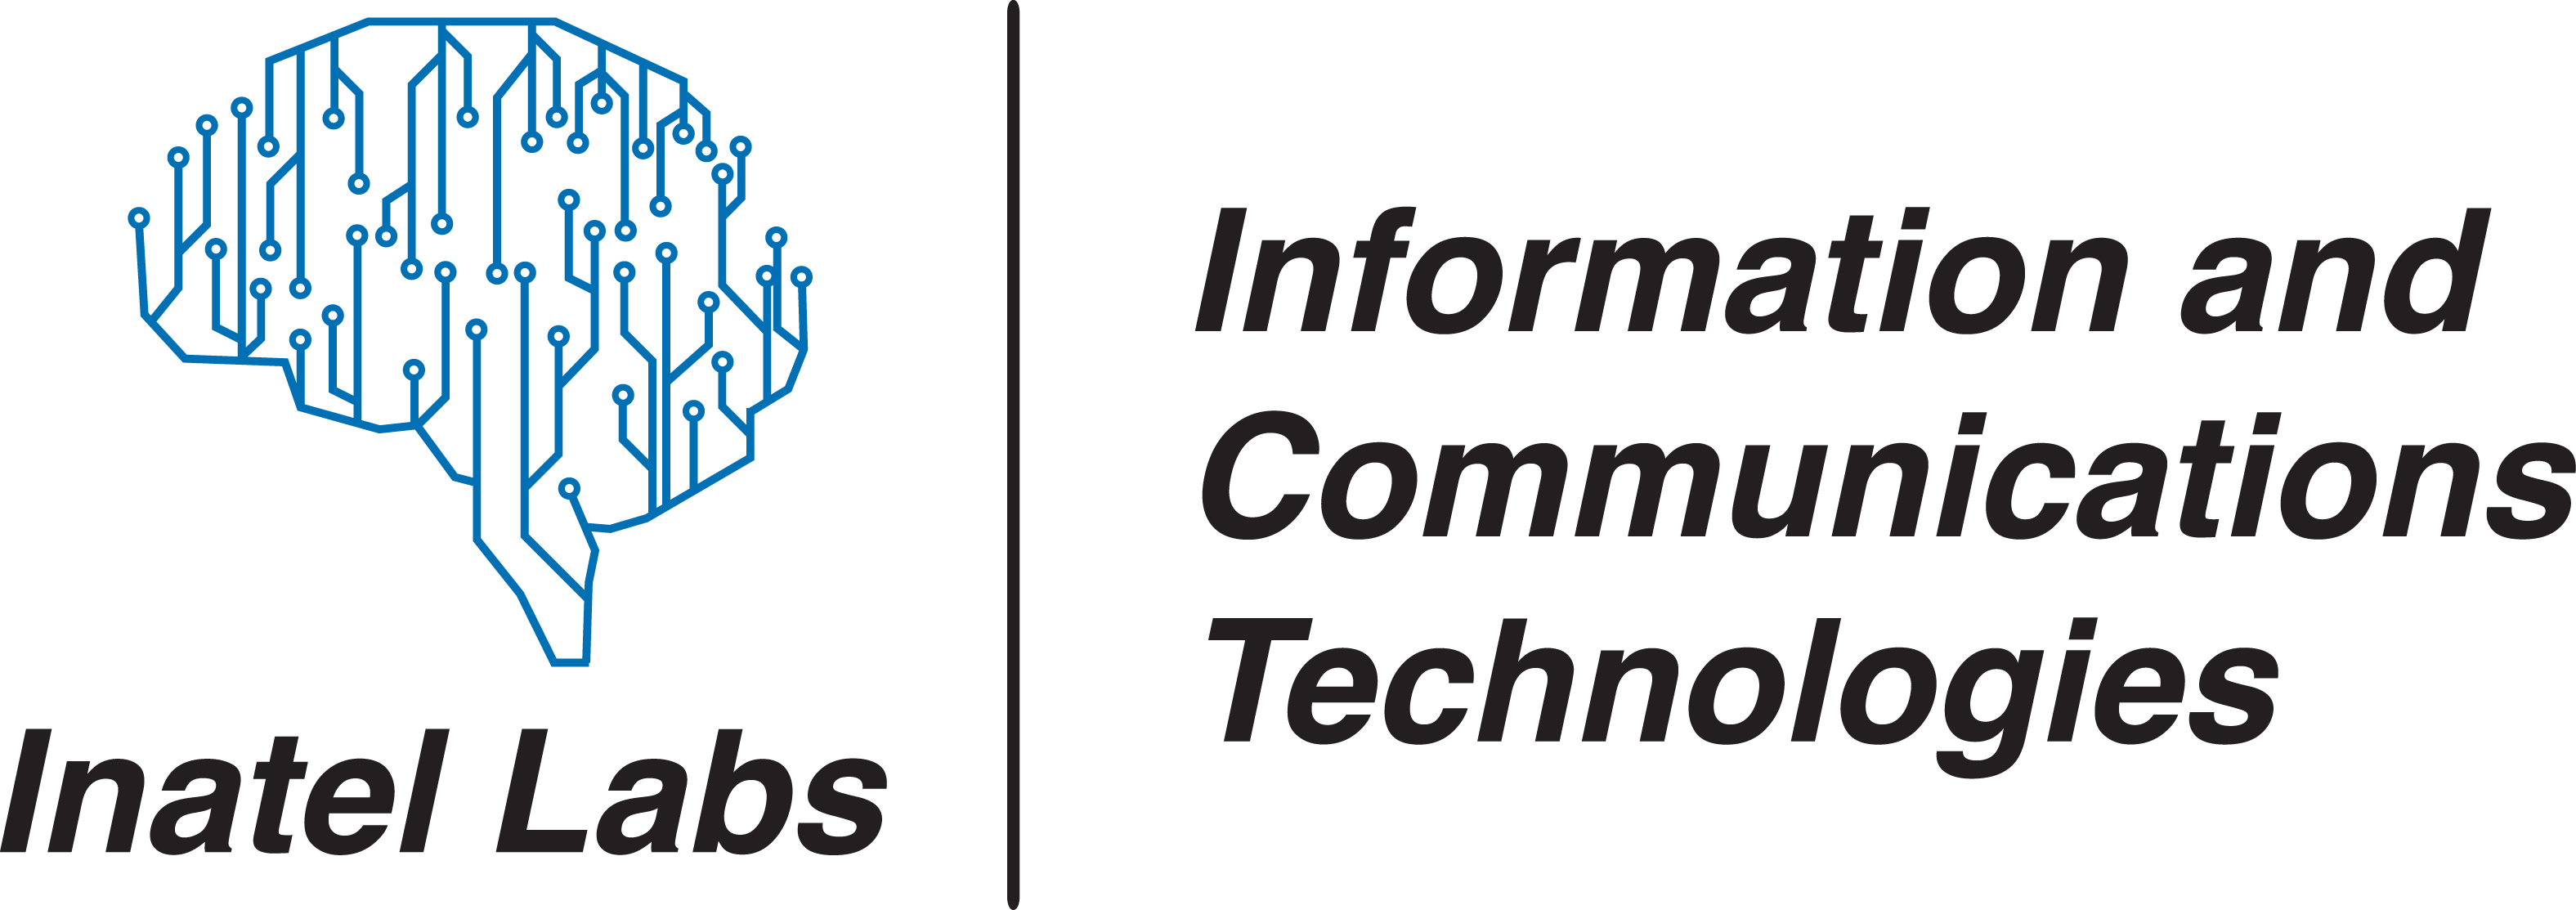 Inatel Labs
Information and
Communications
Technologies